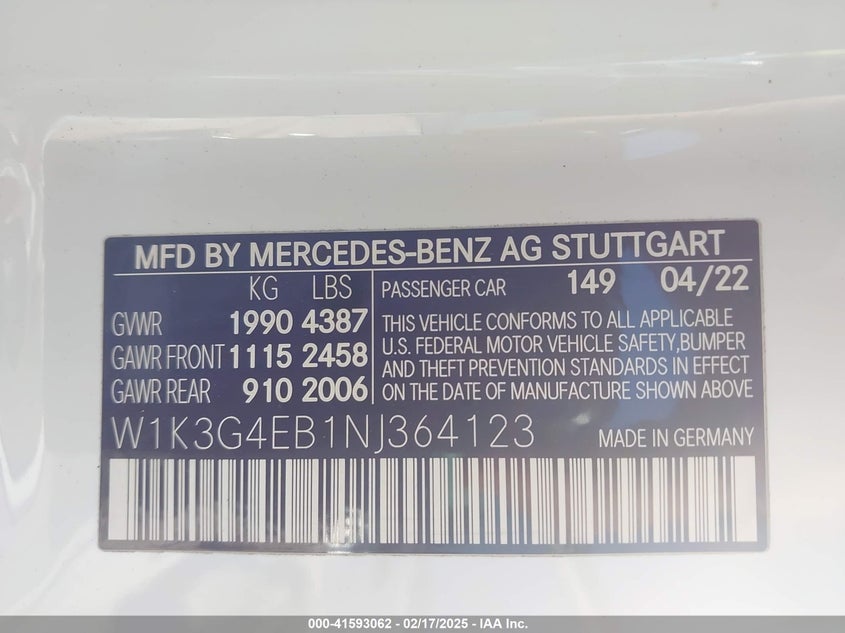 MFD BY MERCEDES-BENZ AG STUTTGART
KG LBS
GVWR 1990 4387
GAWR FRONT 1115 2458
GAWR REAR 910 2006
PASSENGER CAR 149 04/22
THIS VEHICLE CONFORMS TO ALL APPLICABLE
U.S. FEDERAL MOTOR VEHICLE SAFETY,BUMPER
AND THEFT PREVENTION STANDARDS IN EFFECT
ON THE DATE OF MANUFACTURE SHOWN ABOVE
W1K3G4EB1NJ364123 MADE IN GERMANY
000-41593062 - 02/17/2025 - IAA Inc.